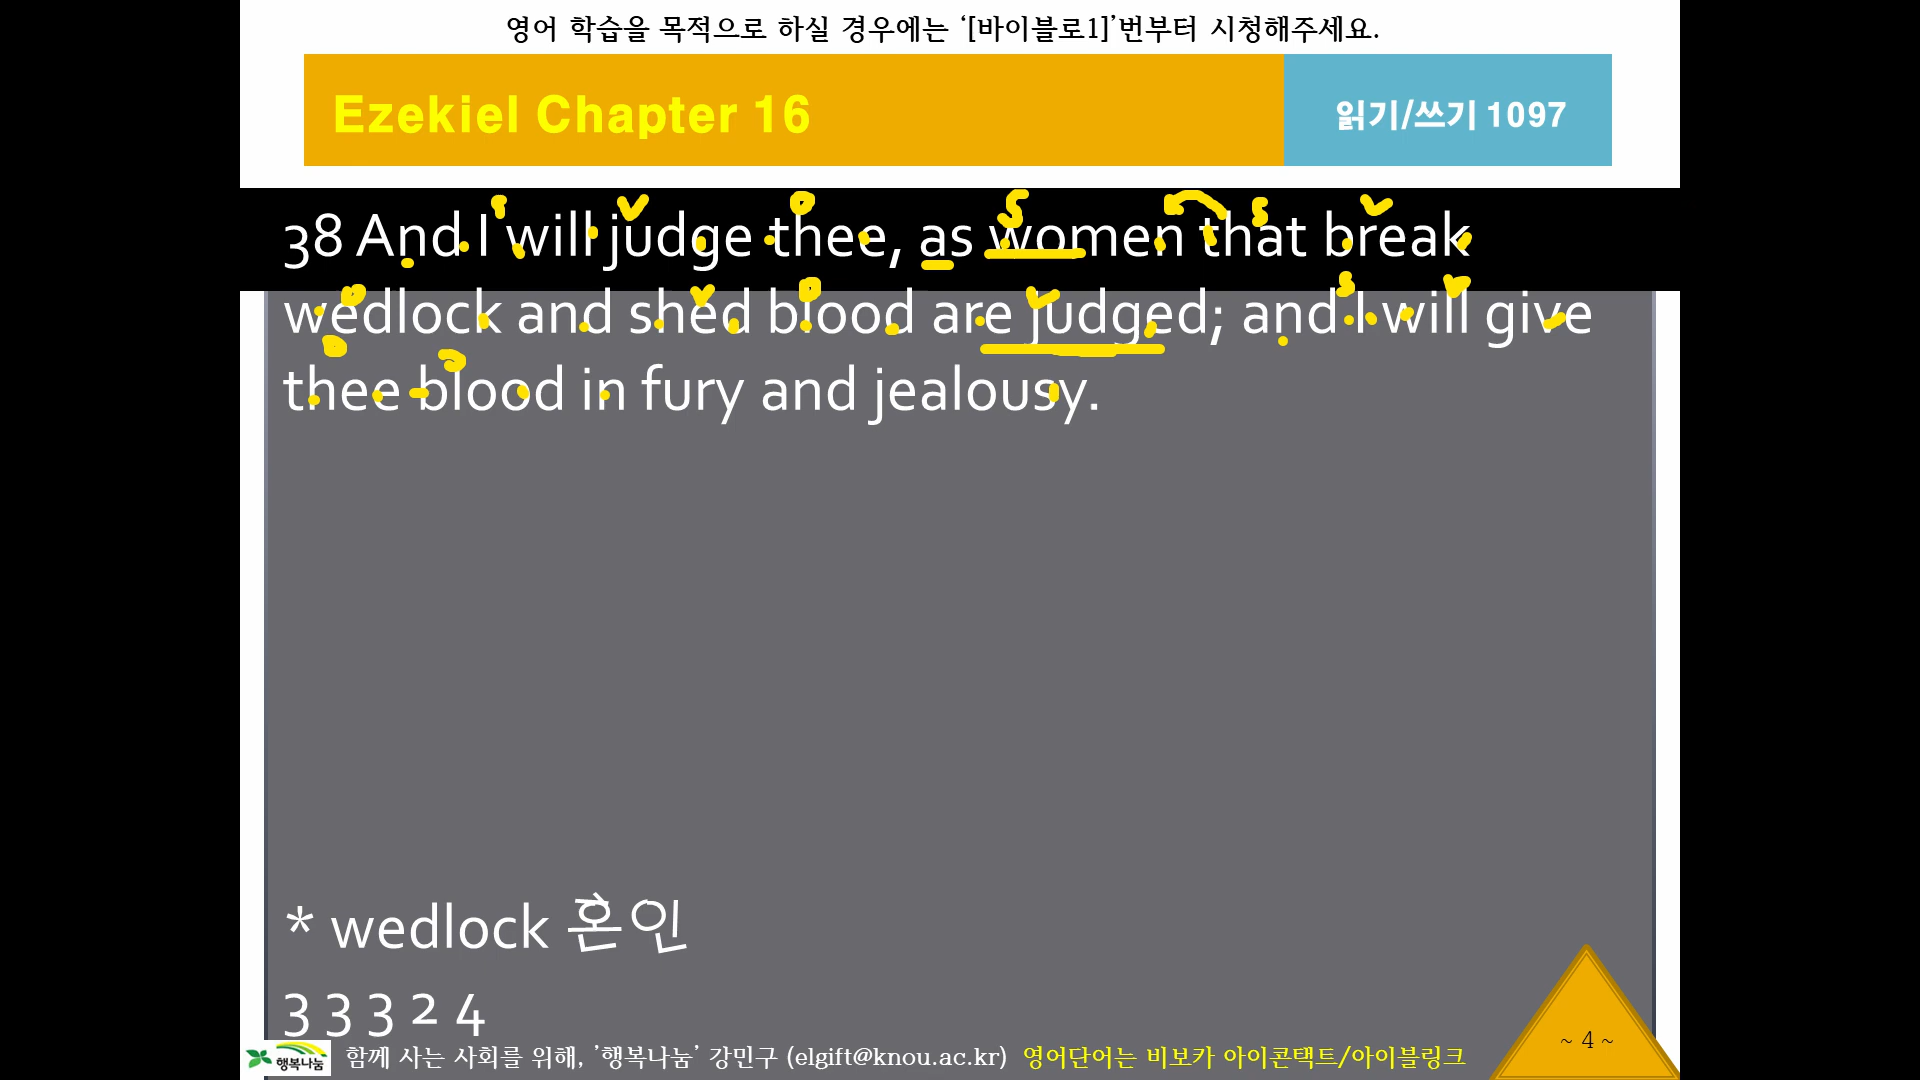 영어 학습을 목적으로 하실 경우에는 ‘[바이블로1]’번부터 시청해주세요.
Ezekiel Chapter 16
읽기/쓰기 1097
38 And I will judge thee, as women that break
wedlock and shed blood are judged; and I will give
thee blood in fury and jealousy.
* wedlock 혼인
3 3 3 2 4
~ 4 ~
행복나눔 함께 사는 사회를 위해, ’행복나눔’ 강민구 (elgift@knou.ac.kr) 영어단어는 비보카 아이콘택트/아이블링크